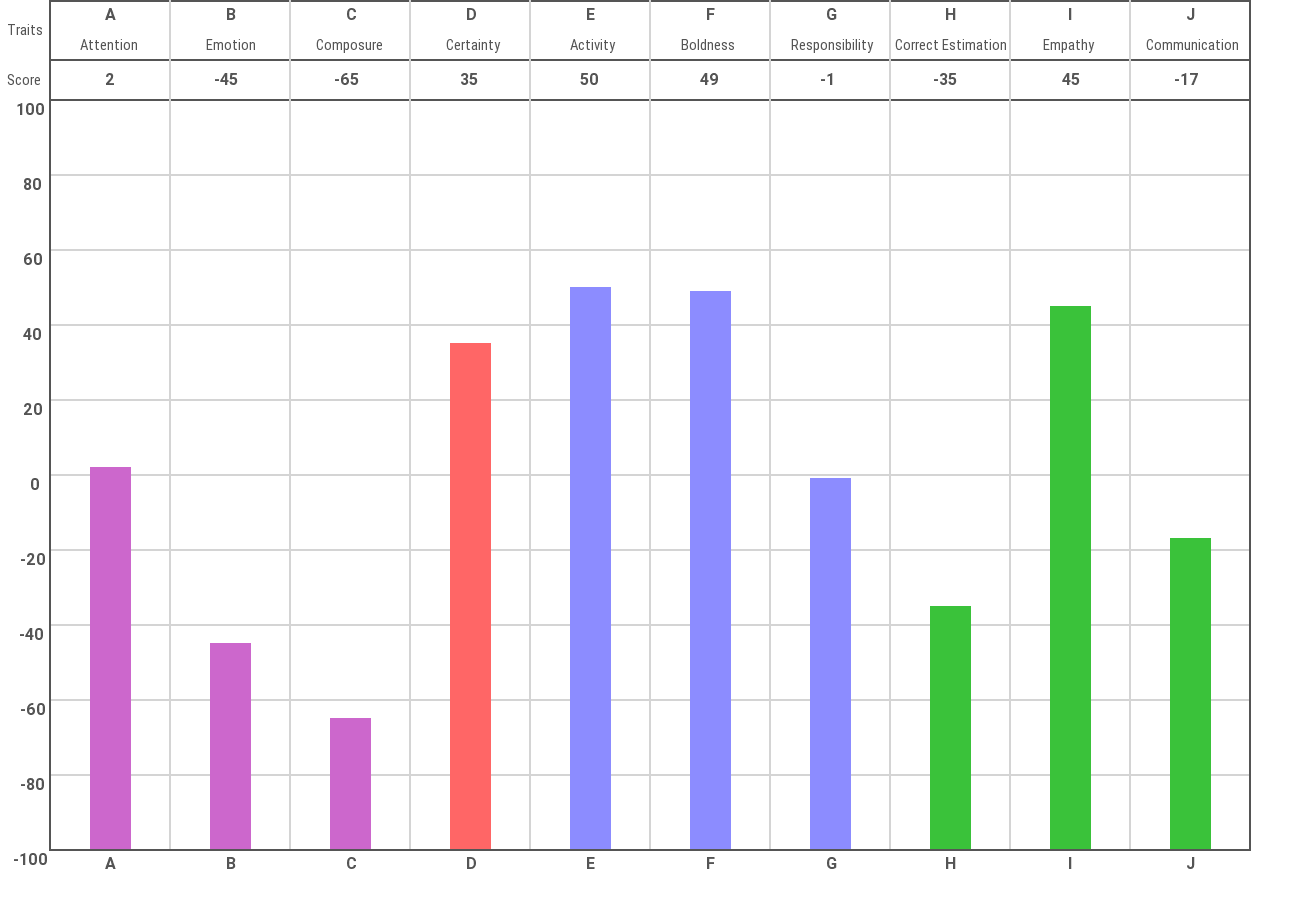 A B C D E F G H I J
Traits
Attention Emotion Composure Certainty Activity Boldness Responsibility Correct Estimation Empathy Communication
Score 2 -45 -65 35 50 49 -1 -35 45 -17
100
80
60
40
20
0
-20
-40
-60
-80
-100
A B C D E F G H I J